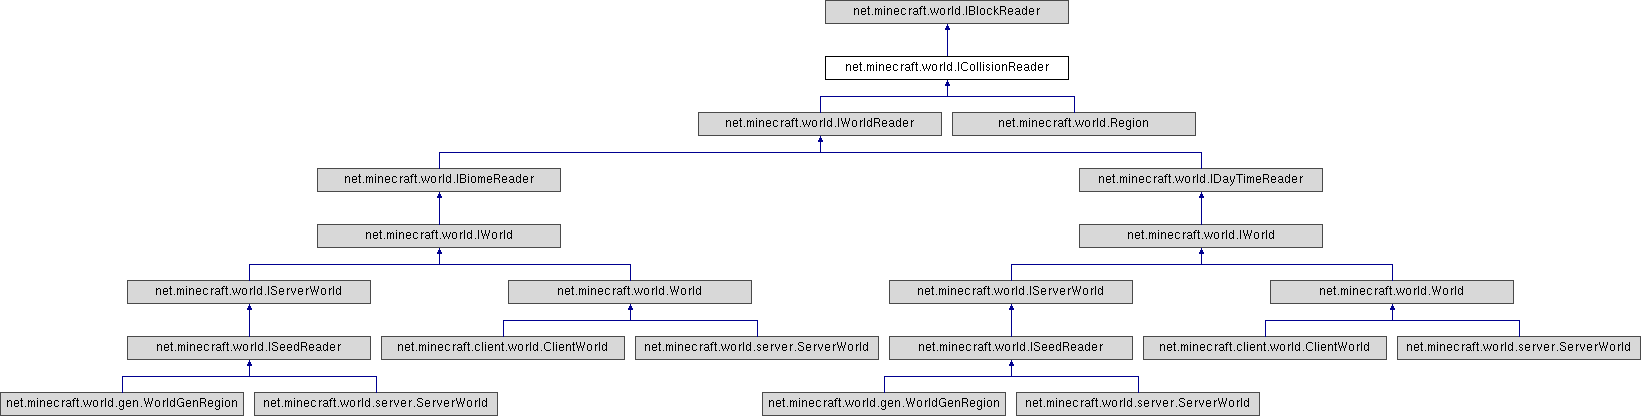 net.minecraft.world.IBlockReader
net.minecraft.world.ICollisionReader
net.minecraft.world.IWorldReader
net.minecraft.world.Region
net.minecraft.world.IBiomeReader
net.minecraft.world.IDayTimeReader
net.minecraft.world.IWorld
net.minecraft.world.IWorld
net.minecraft.world.IServerWorld
net.minecraft.world.World
net.minecraft.world.IServerWorld
net.minecraft.world.World
net.minecraft.world.ISeedReader
net.minecraft.client.world.ClientWorld
net.minecraft.world.server.ServerWorld
net.minecraft.world.ISeedReader
net.minecraft.client.world.ClientWorld
net.minecraft.world.server.ServerWorld
net.minecraft.world.gen.WorldGenRegion
net.minecraft.world.server.ServerWorld
net.minecraft.world.gen.WorldGenRegion
net.minecraft.world.server.ServerWorld